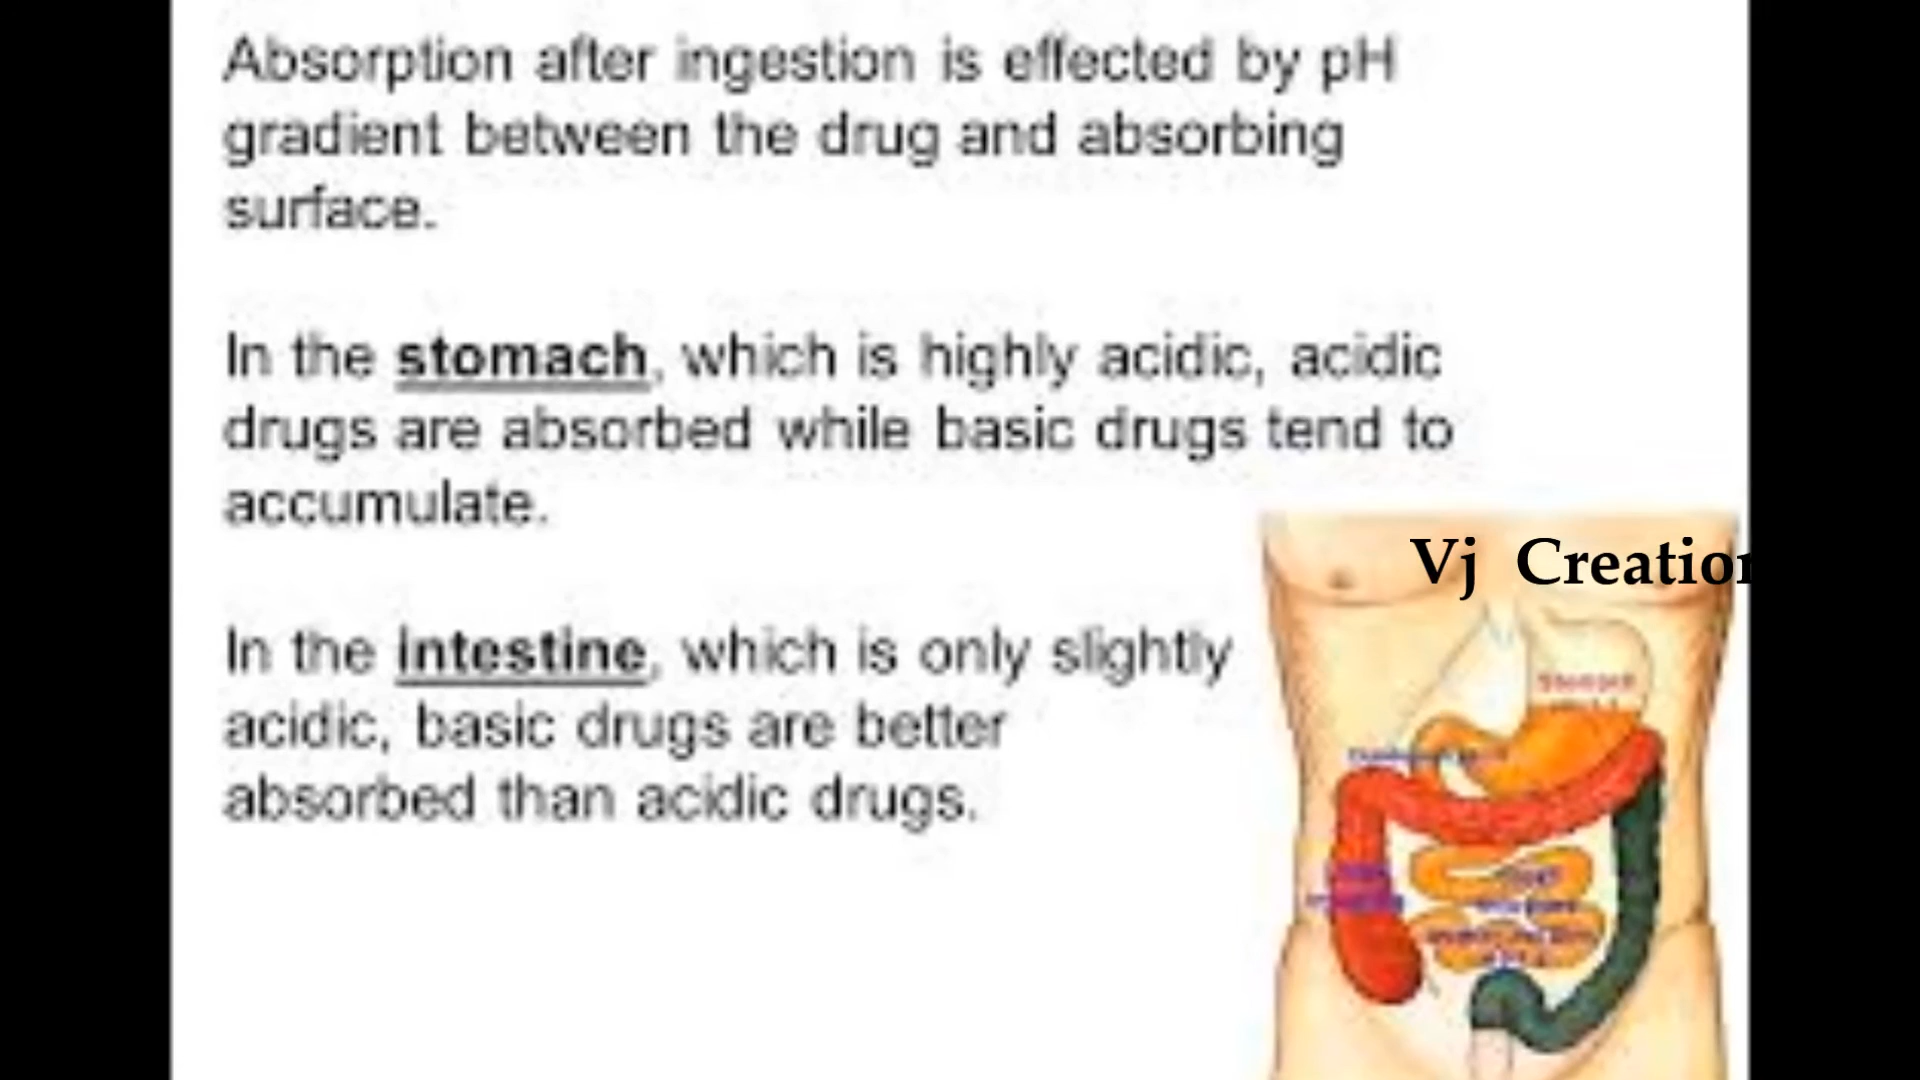 Absorption after ingestion is effected by pH
gradient between the drug and absorbing
surface.
In the stomach, which is highly acidic, acidic
drugs are absorbed while basic drugs tend to
accumulate.
Vj Creation
In the intestine, which is only slightly
acidic, basic drugs are better
absorbed than acidic drugs.
Stomach